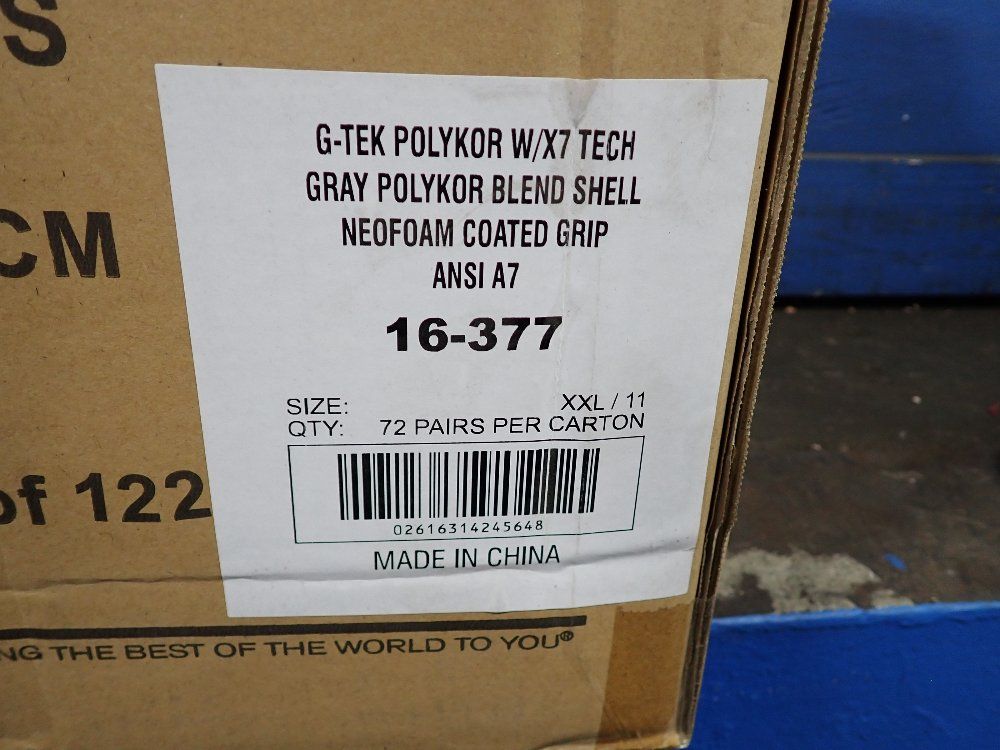 S
G-TEK POLYKOR W/X7 TECH
GRAY POLYKOR BLEND SHELL
NEOFOAM COATED GRIP
ANSI A7
CM
16-377
SIZE: XXL / 11
QTY: 72 PAIRS PER CARTON
of 122
02616314245648
MADE IN CHINA
NG THE BEST OF THE WORLD TO YOU®